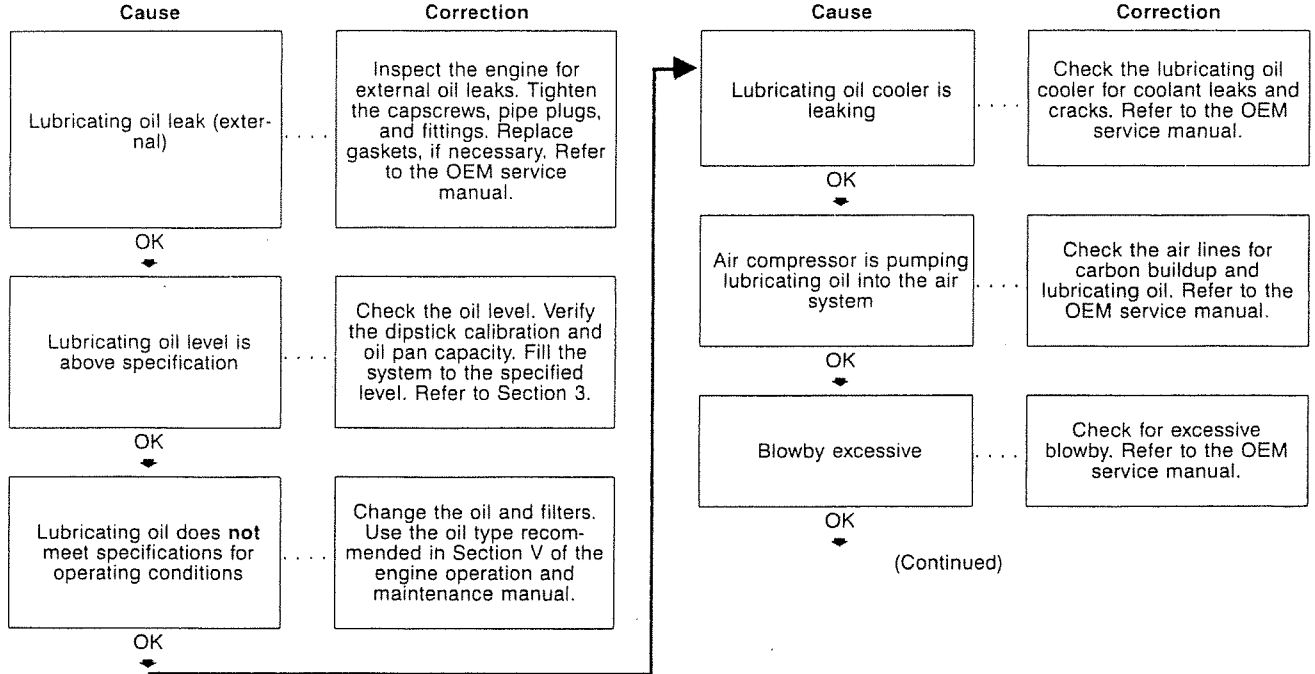 Cause
Correction
Lubricating oil leak (exter-
nal)
. . . .
Inspect the engine for
external oil leaks. Tighten
the capscrews, pipe plugs,
and fittings. Replace
gaskets, if necessary. Refer
to the OEM service
manual.
OK
Lubricating oil level is
above specification
. . . .
Check the oil level. Verify
the dipstick calibration and
oil pan capacity. Fill the
system to the specified
level. Refer to Section 3.
OK
Lubricating oil does not
meet specifications for
operating conditions
. . . .
Change the oil and filters.
Use the oil type recom-
mended in Section V of the
engine operation and
maintenance manual.
OK
Cause
Correction
Lubricating oil cooler is
leaking
. . . .
Check the lubricating oil
cooler for coolant leaks and
cracks. Refer to the OEM
service manual.
OK
Air compressor is pumping
lubricating oil into the air
system
. . . .
Check the air lines for
carbon buildup and
lubricating oil. Refer to the
OEM service manual.
OK
Blowby excessive
. . . .
Check for excessive
blowby. Refer to the OEM
service manual.
OK
(Continued)